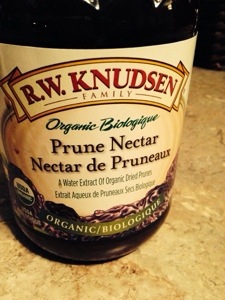 R.W. KNUDSEN
FAMILY
Organic Biologique
Prune Nectar
Nectar de Pruneaux
A Water Extract Of Organic Dried Prunes
Extrait Aqueux de Pruneaux Secs Biologique
USDA
ORGANIC/BIOLOGIQUE